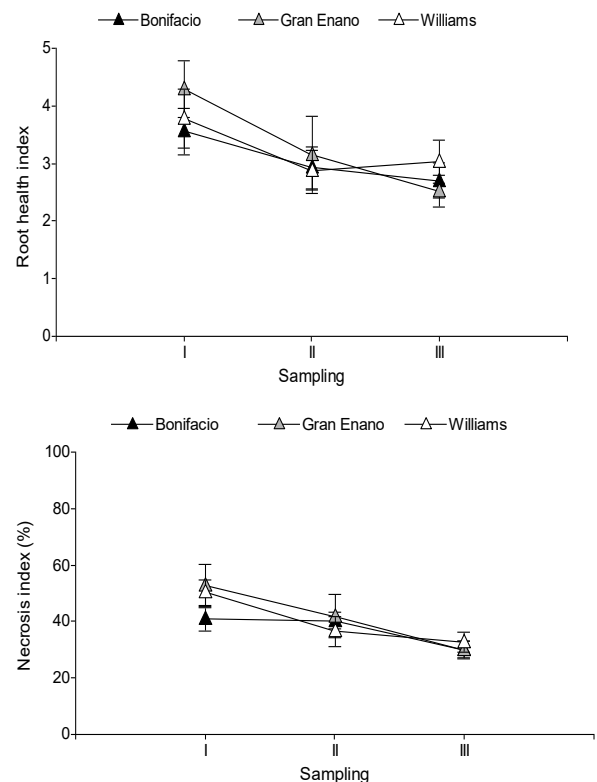 Bonifacio Gran Enano Williams
5
4
3
2
1
0
Root health index
I II III
Sampling
Bonifacio Gran Enano Williams
100
80
60
40
20
0
Necrosis index (%)
I II III
Sampling